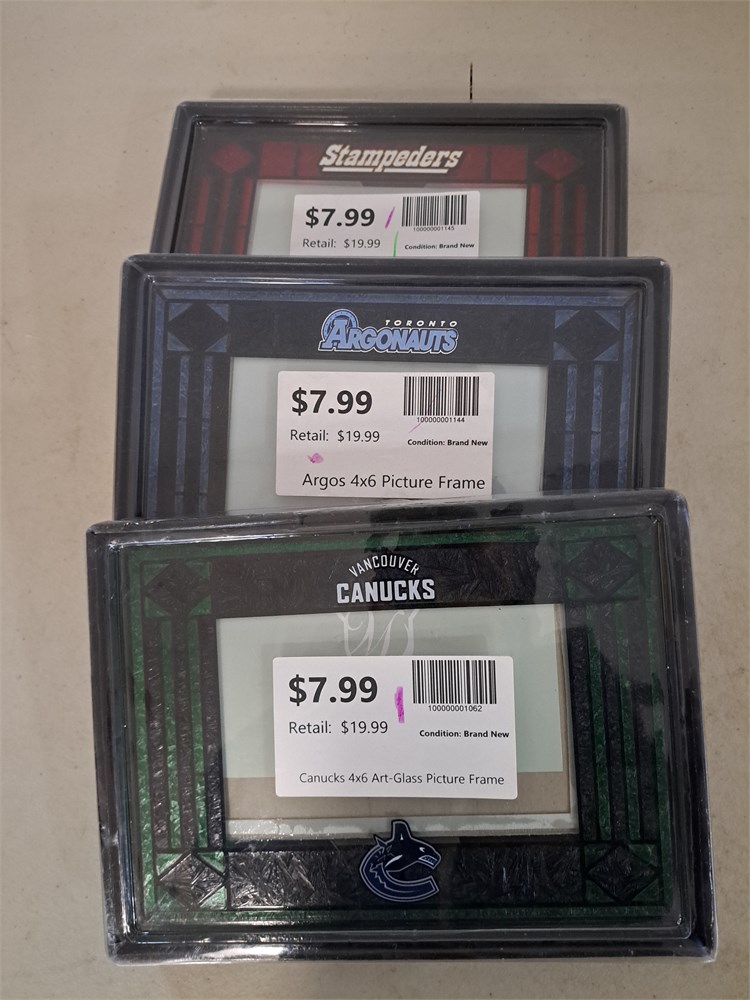 Stampeders
$7.99
100000001145
Retail: $19.99
Condition: Brand New
TORONTO
ARGONAUTS
$7.99
100000001144
Retail: $19.99
Condition: Brand New
Argos 4x6 Picture Frame
VANCOUVER
CANUCKS
$7.99
100000001062
Retail: $19.99
Condition: Brand New
Canucks 4x6 Art-Glass Picture Frame